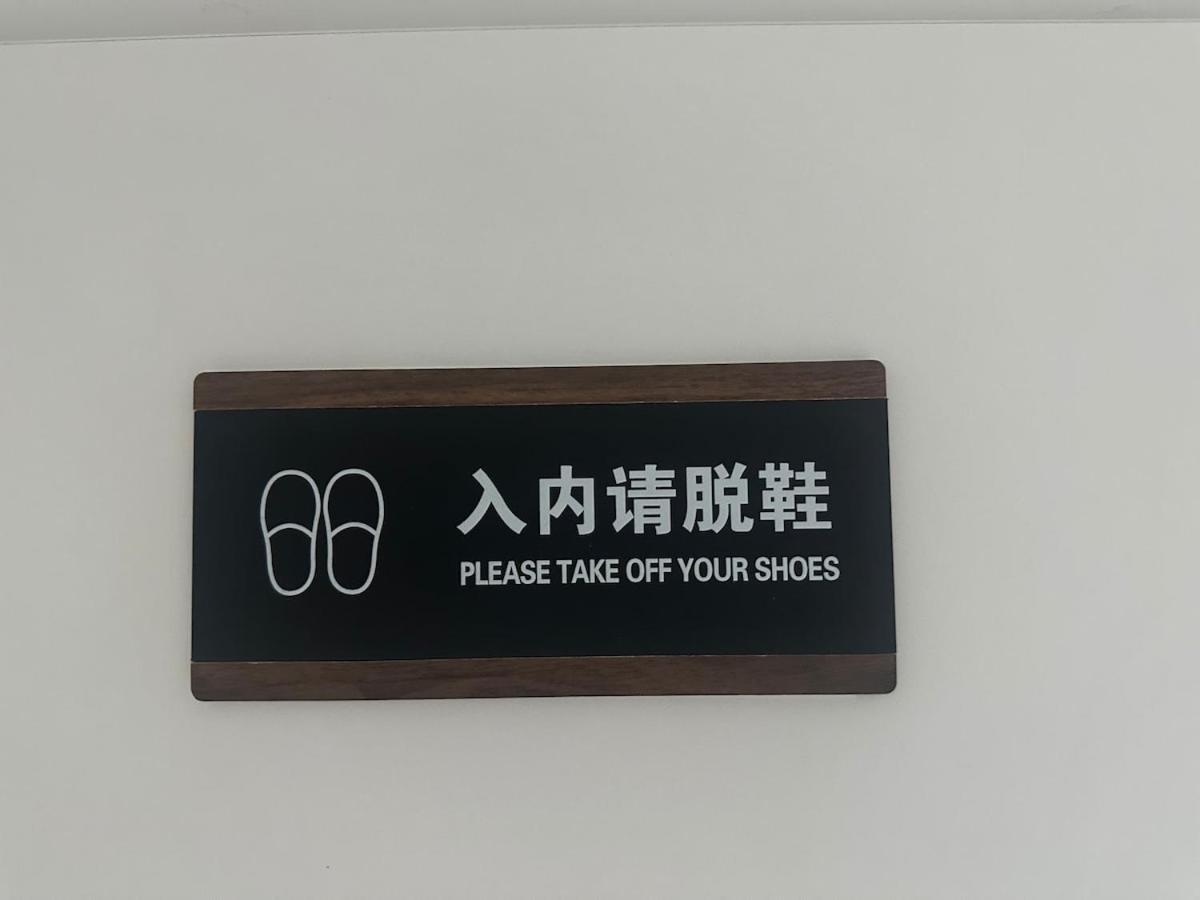 入内请脱鞋
PLEASE TAKE OFF YOUR SHOES